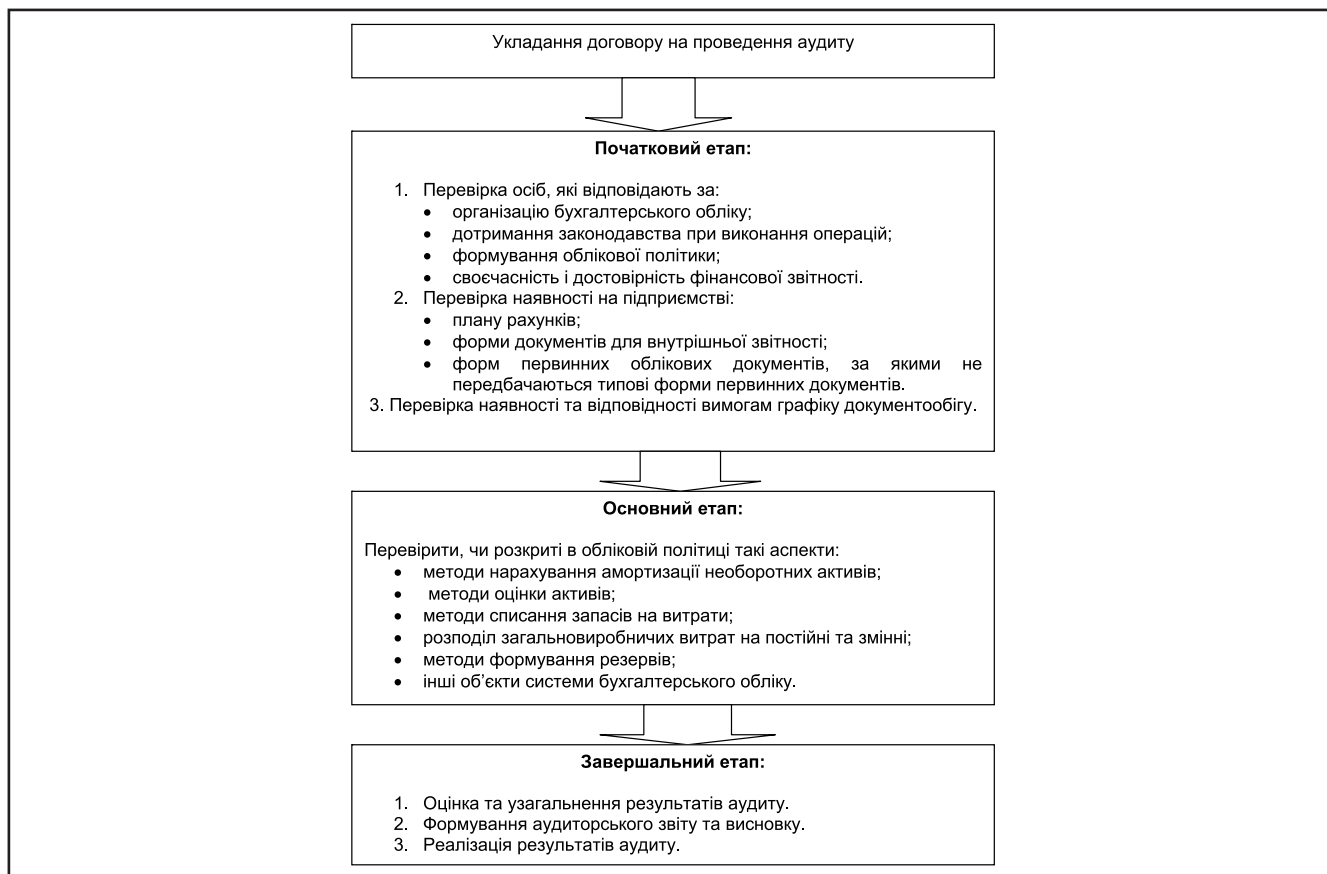 Укладання договору на проведення аудиту
Початковий етап:
1. Перевірка осіб, які відповідають за:
• організацію бухгалтерського обліку;
• дотримання законодавства при виконання операцій;
• формування облікової політики;
• своєчасність і достовірність фінансової звітності.
2. Перевірка наявності на підприємстві:
• плану рахунків;
• форми документів для внутрішньої звітності;
• форм первинних облікових документів, за якими не
передбачаються типові форми первинних документів.
3. Перевірка наявності та відповідності вимогам графіку документообігу.
Основний етап:
Перевірити, чи розкриті в обліковій політиці такі аспекти:
• методи нарахування амортизації необоротних активів;
• методи оцінки активів;
• методи списання запасів на витрати;
• розподіл загальновиробничих витрат на постійні та змінні;
• методи формування резервів;
• інші об’єкти системи бухгалтерського обліку.
Завершальний етап:
1. Оцінка та узагальнення результатів аудиту.
2. Формування аудиторського звіту та висновку.
3. Реалізація результатів аудиту.